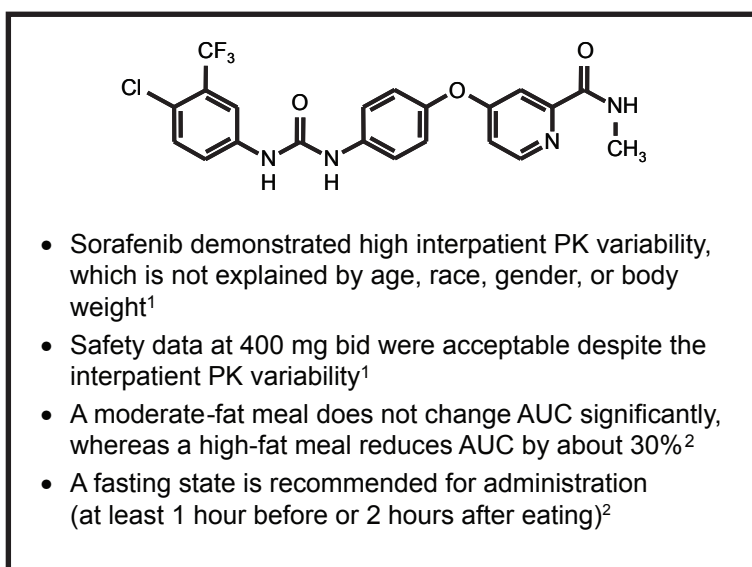 CF₃
Cl
O
O
O
NH
N
N
N
H
H
CH₃
• Sorafenib demonstrated high interpatient PK variability,
which is not explained by age, race, gender, or body
weight¹
• Safety data at 400 mg bid were acceptable despite the
interpatient PK variability¹
• A moderate-fat meal does not change AUC significantly,
whereas a high-fat meal reduces AUC by about 30%²
• A fasting state is recommended for administration
(at least 1 hour before or 2 hours after eating)²